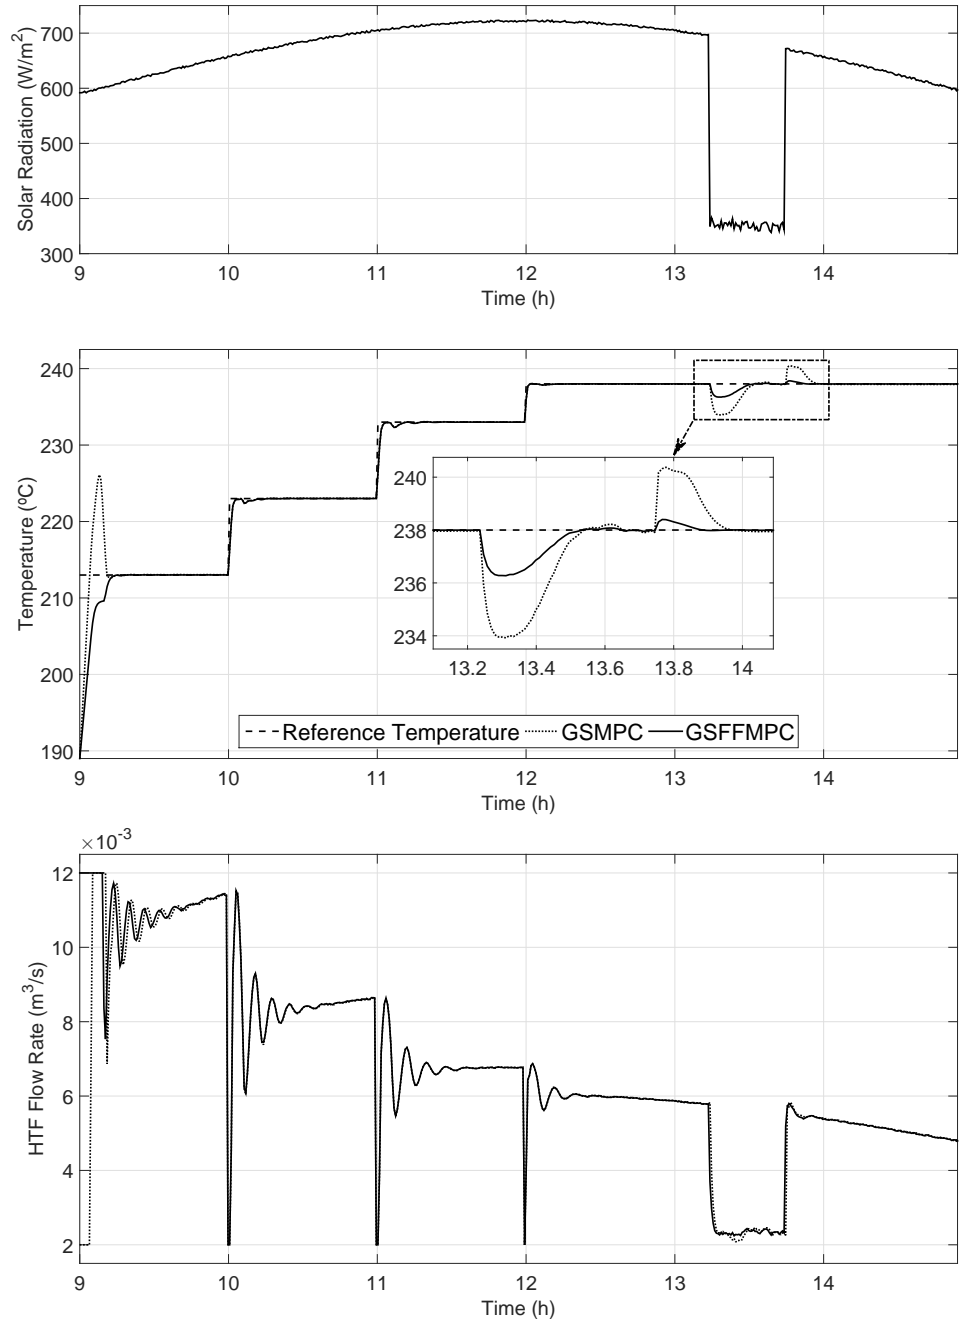 700
600
500
400
300
Solar Radiation (W/m²)
9 10 11 12 13 14
Time (h)
240
230
220
210
200
190
Temperature (ºC)
240
238
236
234
13.2 13.4 13.6 13.8 14
Reference Temperature GSMPC GSFFMPC
9 10 11 12 13 14
Time (h)
×10⁻³
12
10
8
6
4
2
HTF Flow Rate (m³/s)
9 10 11 12 13 14
Time (h)